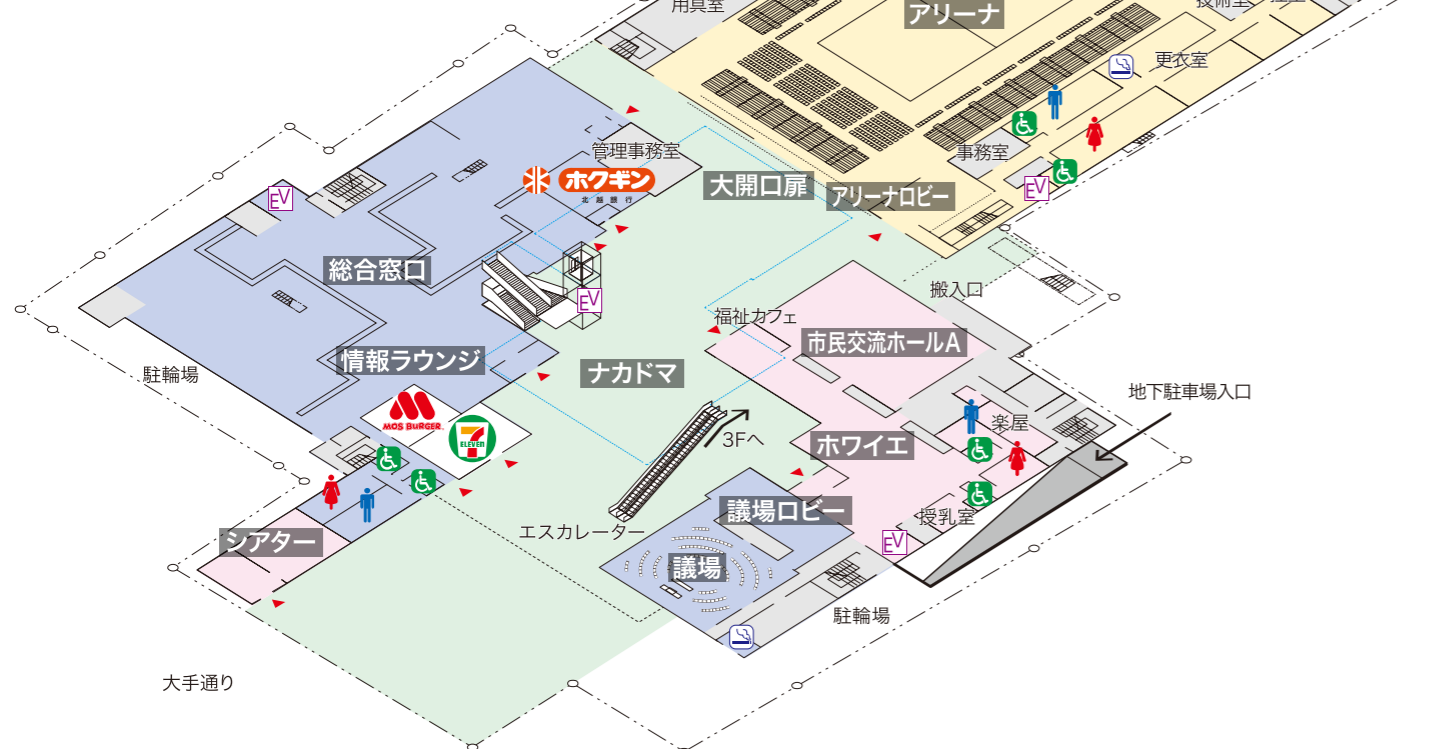 用具室
アリーナ
更衣室
事務室
EV
管理事務室
ホクギン
北越銀行
大開口扉
アリーナロビー
EV
総合窓口
EV
搬入口
福祉カフェ
市民交流ホールA
情報ラウンジ
ナカドマ
駐輪場
MOS BURGER
7
ELEVEN
3Fへ
地下駐車場入口
楽屋
ホワイエ
議場ロビー
授乳室
エスカレーター
シアター
EV
議場
駐輪場
大手通り